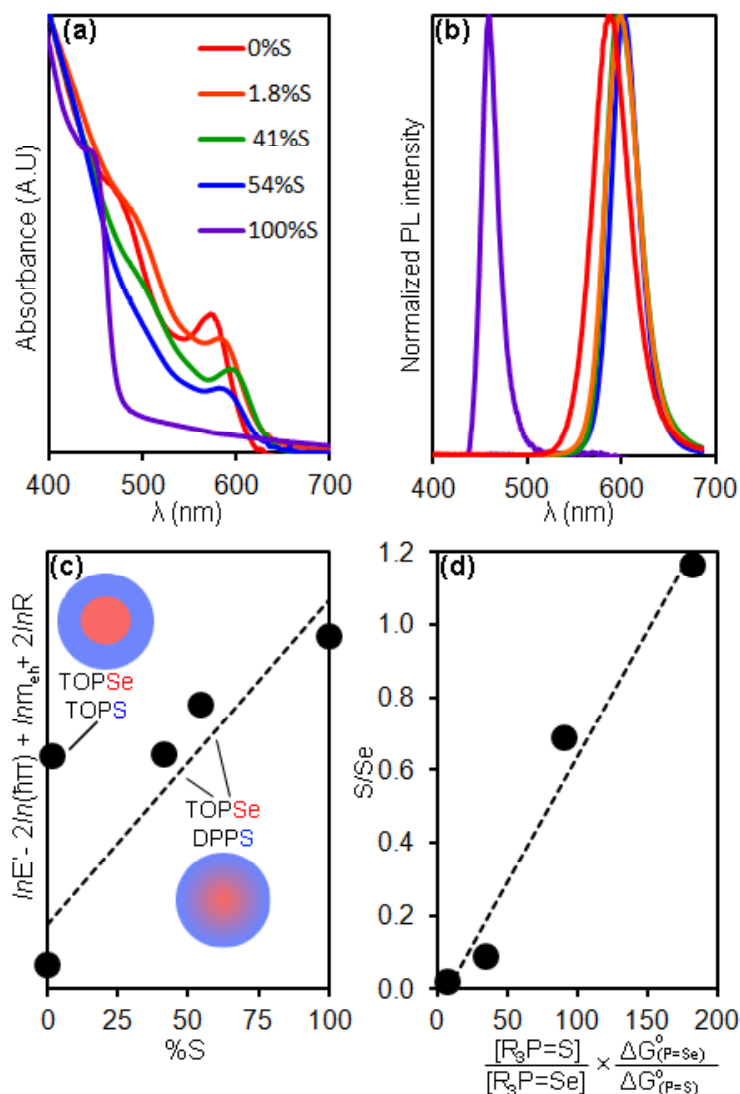 (a)
Absorbance (A.U)
0%S
1.8%S
41%S
54%S
100%S
400 500 600 700
λ (nm)
(b)
Normalized PL intensity
400 500 600 700
λ (nm)
(c)
lnE'- 2ln(ħπ) + lnm_eh + 2lnR
TOPSe
TOPS
TOPSe
DPPS
0 25 50 75 100
%S
(d)
S/Se
1.2
1.0
0.8
0.6
0.4
0.2
0.0
0 50 100 150 200
[R₃P=S] / [R₃P=Se] × ΔG°(P=Se) / ΔG°(P=S)